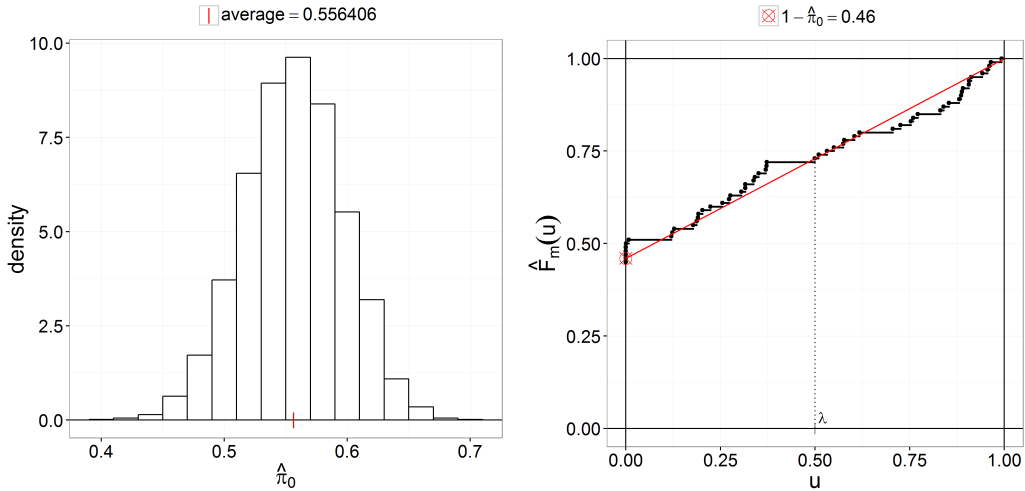 average = 0.556406
10.0
7.5
5.0
2.5
0.0
density
0.4 0.5 0.6 0.7
π̂₀
1 − π̂₀ = 0.46
1.00
0.75
0.50
0.25
0.00
F̂ₘ(u)
λ
0.00 0.25 0.50 0.75 1.00
u